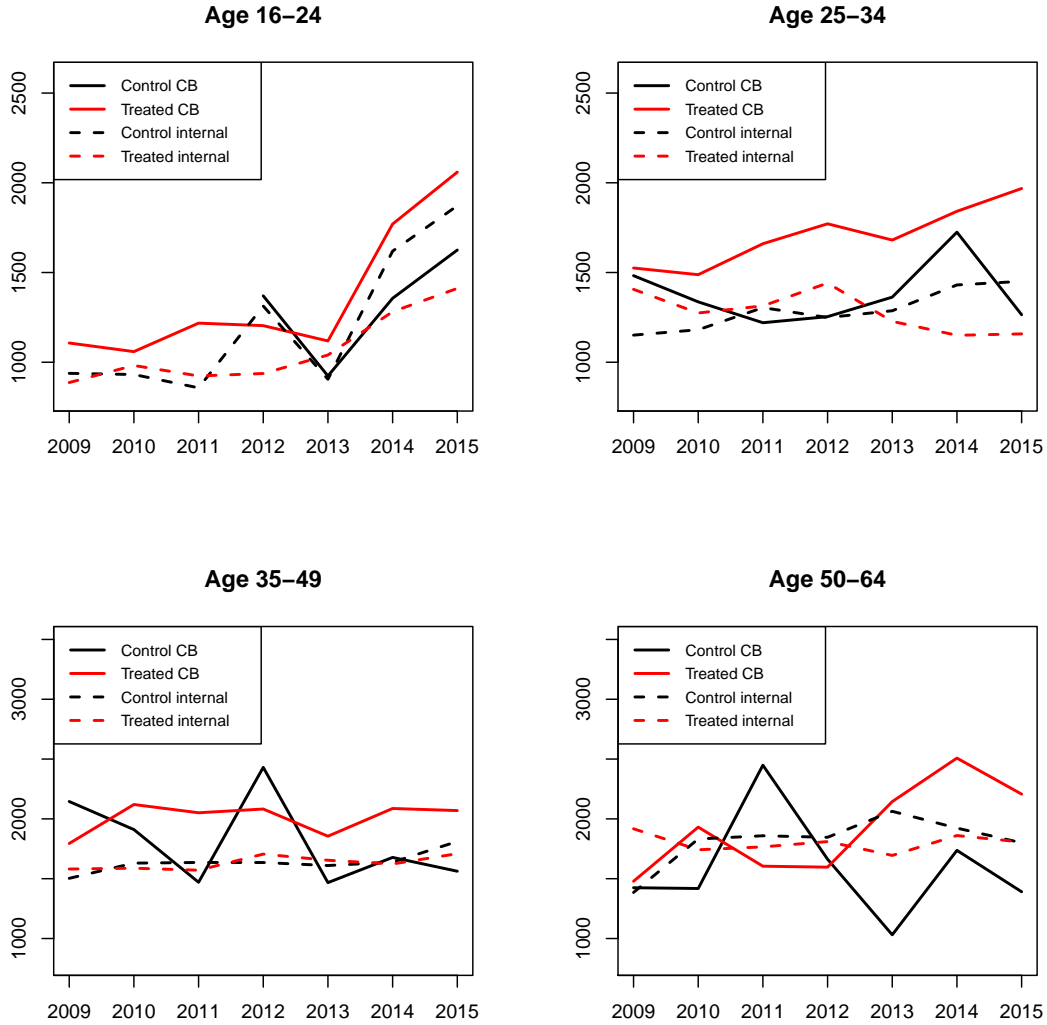 Age 16−24
2500
2000
1500
1000
Control CB
Treated CB
Control internal
Treated internal
2009 2010 2011 2012 2013 2014 2015
Age 25−34
2500
2000
1500
1000
Control CB
Treated CB
Control internal
Treated internal
2009 2010 2011 2012 2013 2014 2015
Age 35−49
3000
2000
1000
Control CB
Treated CB
Control internal
Treated internal
2009 2010 2011 2012 2013 2014 2015
Age 50−64
3000
2000
1000
Control CB
Treated CB
Control internal
Treated internal
2009 2010 2011 2012 2013 2014 2015